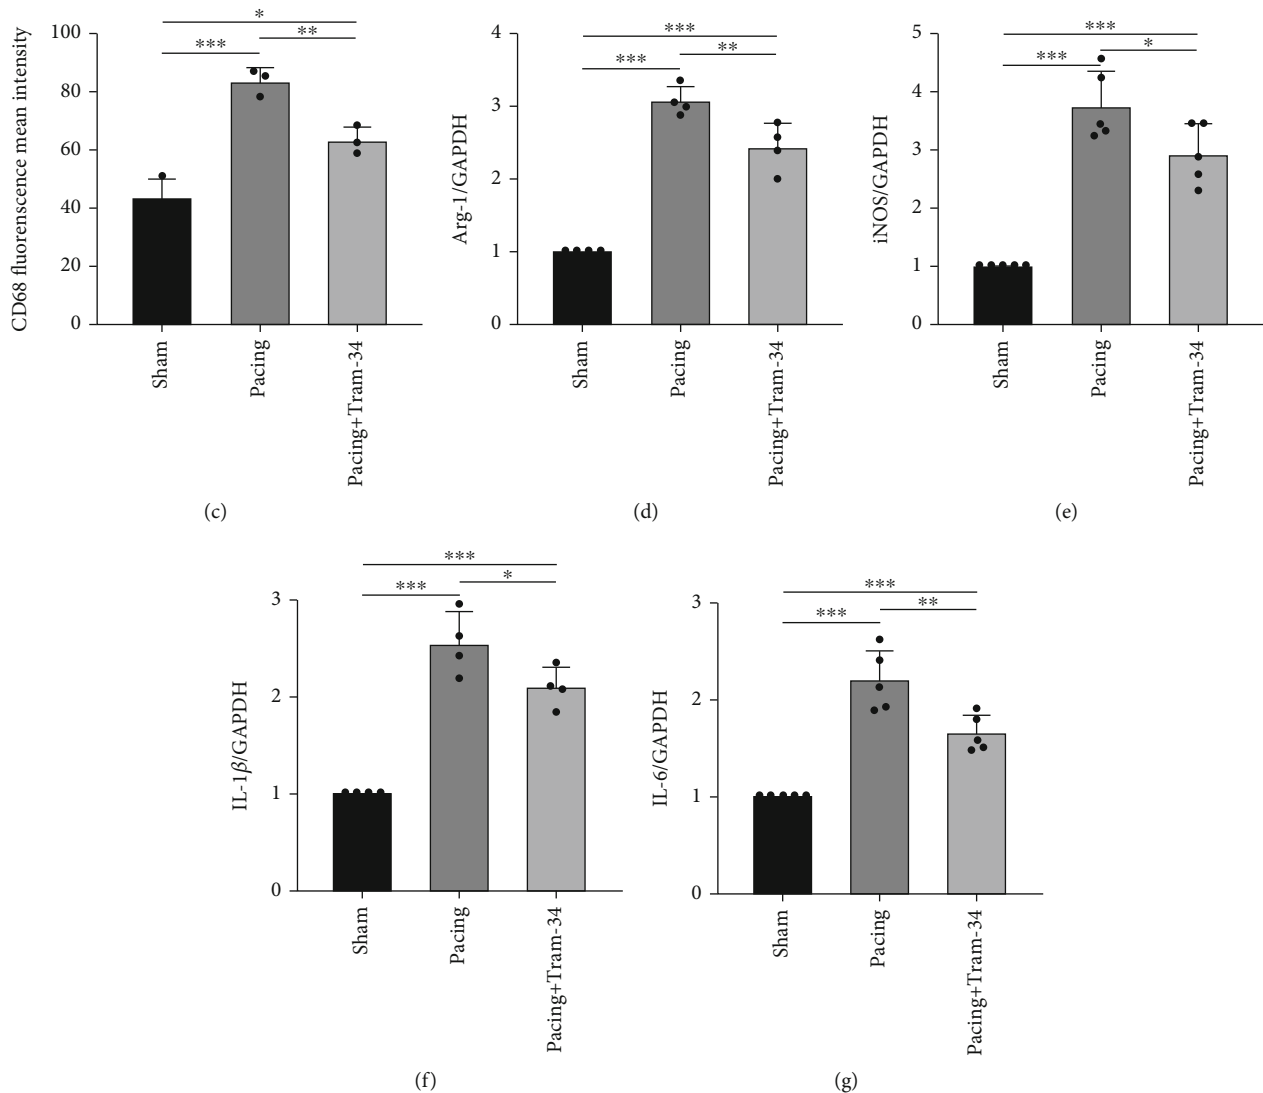 CD68 fluorenscence mean intensity
100
80
60
40
20
0
*
***
**
Sham
Pacing
Pacing+Tram-34
(c)
Arg-1/GAPDH
4
3
2
1
0
***
***
**
Sham
Pacing
Pacing+Tram-34
(d)
iNOS/GAPDH
5
4
3
2
1
0
***
***
*
Sham
Pacing
Pacing+Tram-34
(e)
IL-1β/GAPDH
3
2
1
0
***
***
*
Sham
Pacing
Pacing+Tram-34
(f)
IL-6/GAPDH
3
2
1
0
***
***
**
Sham
Pacing
Pacing+Tram-34
(g)